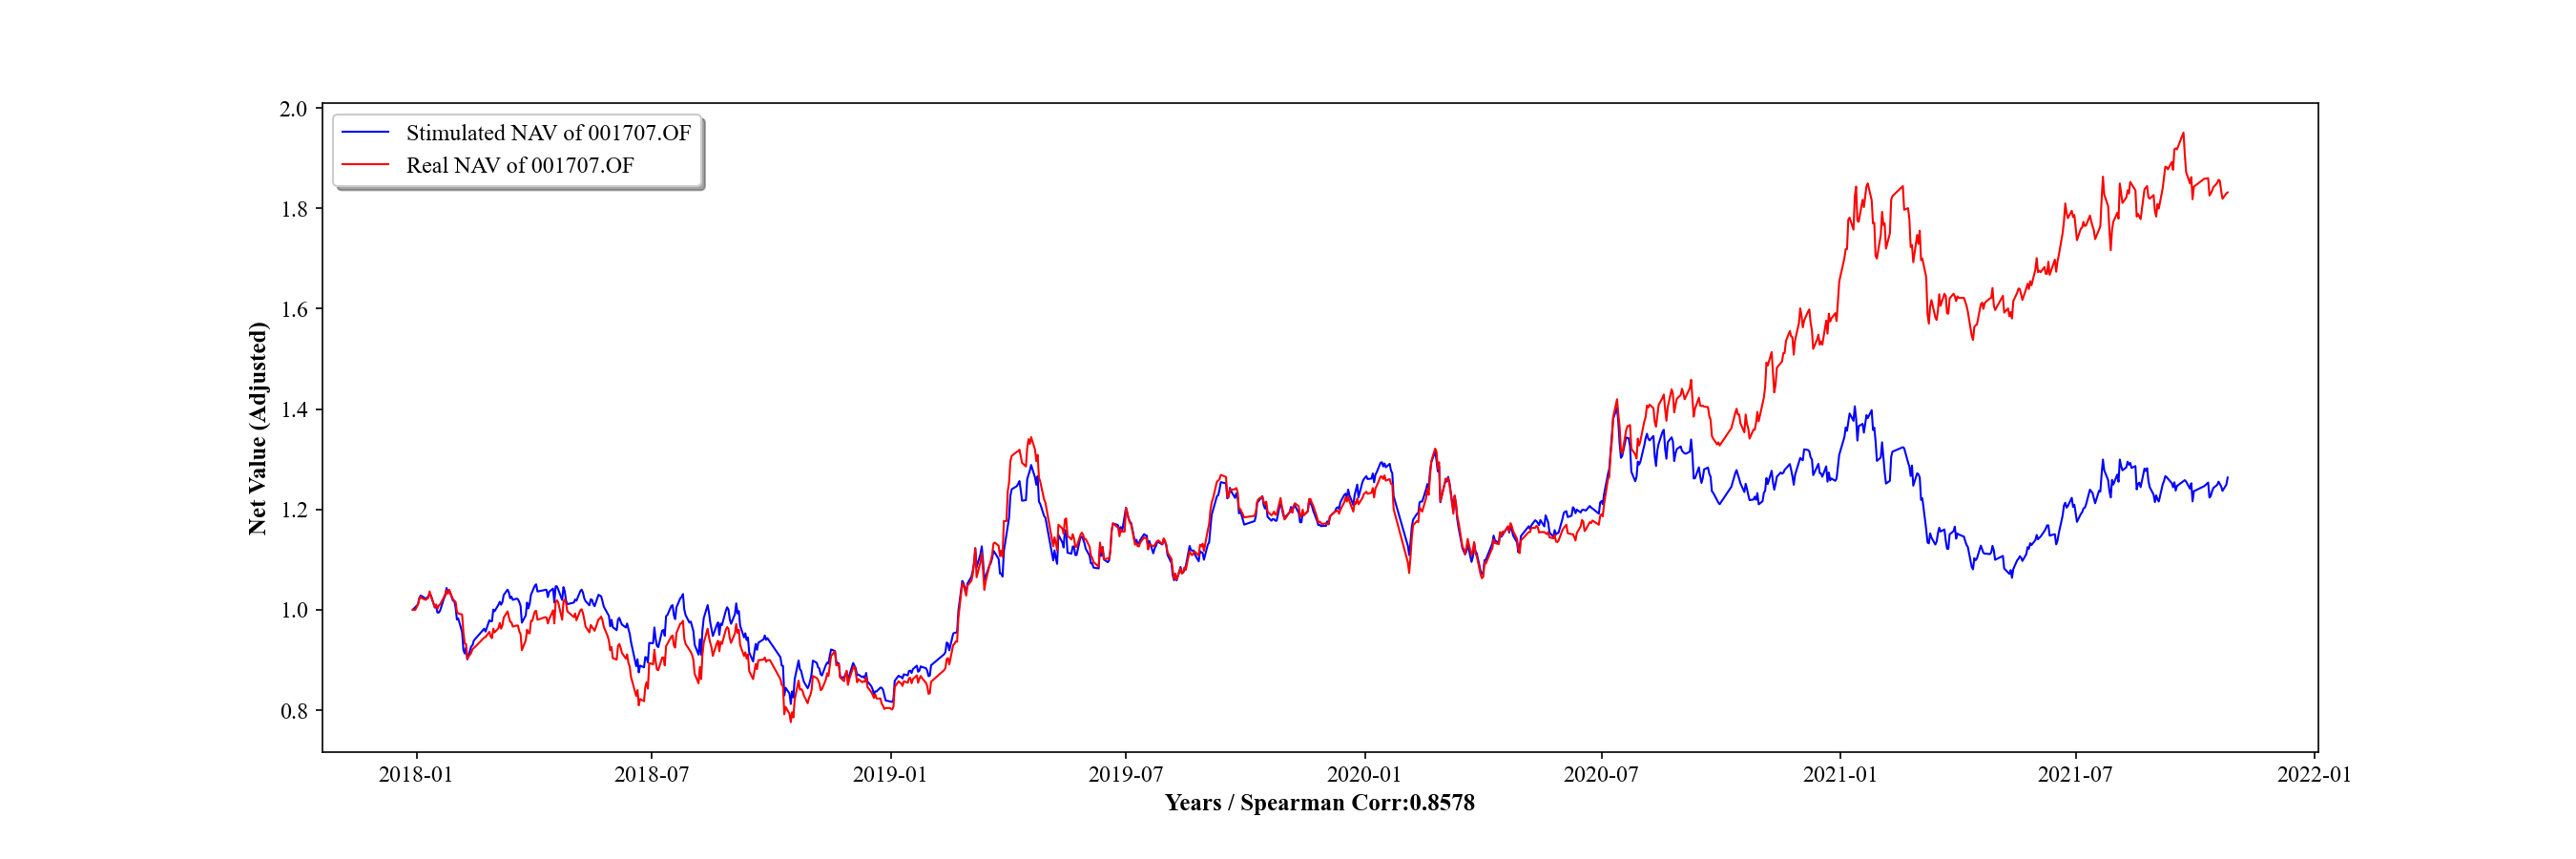 2.0
1.8
1.6
1.4
1.2
1.0
0.8
Net Value (Adjusted)
Stimulated NAV of 001707.OF
Real NAV of 001707.OF
2018-01 2018-07 2019-01 2019-07 2020-01 2020-07 2021-01 2021-07 2022-01
Years / Spearman Corr:0.8578